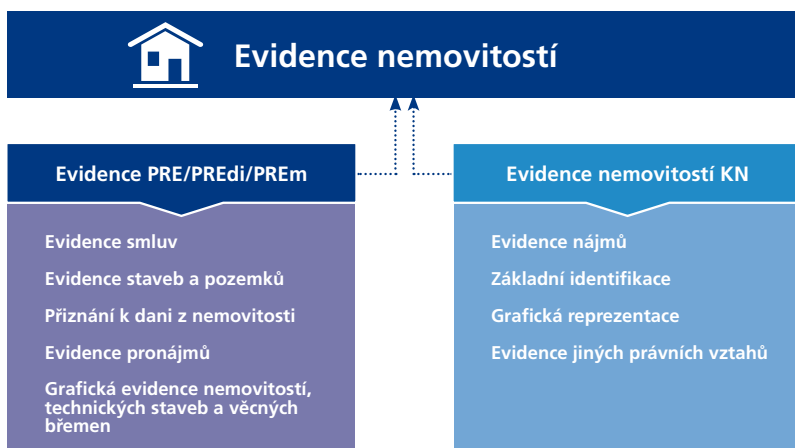 Evidence nemovitostí
Evidence PRE/PREdi/PREm
Evidence smluv
Evidence staveb a pozemků
Přiznání k dani z nemovitosti
Evidence pronájmů
Grafická evidence nemovitostí,
technických staveb a věcných
břemen
Evidence nemovitostí KN
Evidence nájmů
Základní identifikace
Grafická reprezentace
Evidence jiných právních vztahů